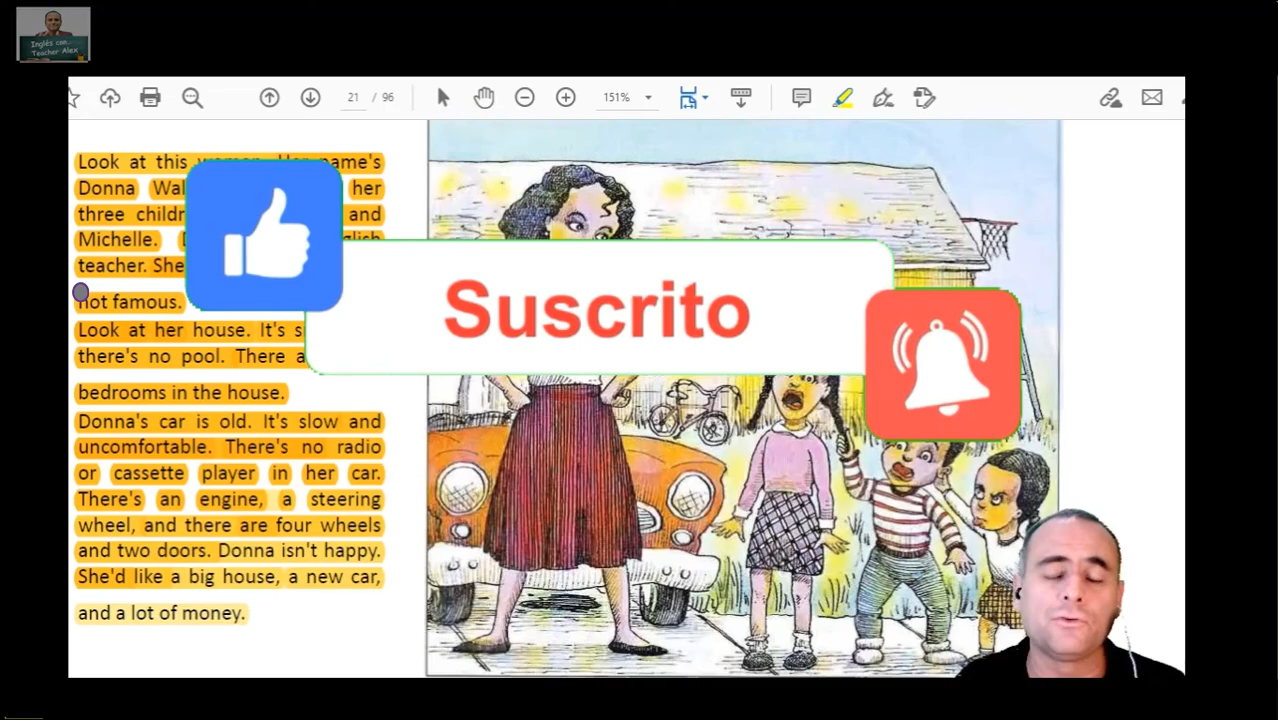 Inglés con...
Teacher Alex
21 / 96
151%
Look at this name's
Donna her
three and
Michelle.
teacher. She
not famous.
Look at her house. It's
there's no pool. There
bedrooms in the house.
Donna's car is old. It's slow and
uncomfortable. There's no radio
or cassette player in her car.
There's an engine, a steering
wheel, and there are four wheels
and two doors. Donna isn't happy.
She'd like a big house, a new car,
and a lot of money.
Suscrito